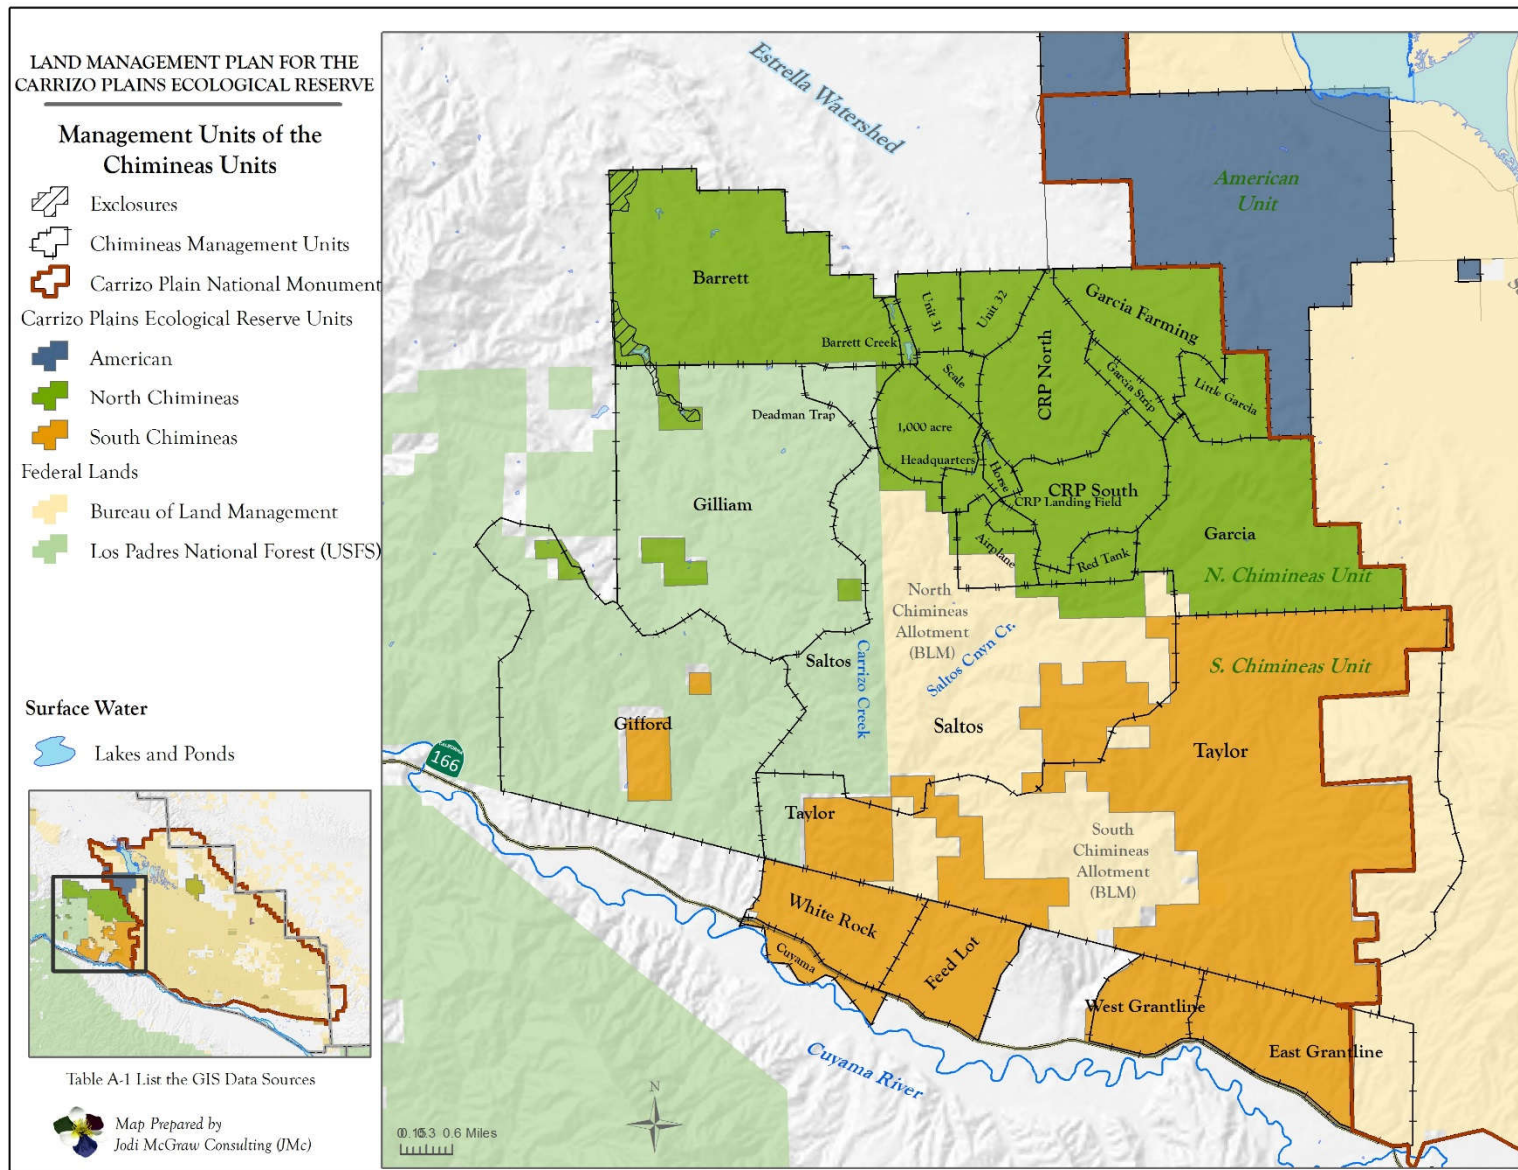 LAND MANAGEMENT PLAN FOR THE
CARRIZO PLAINS ECOLOGICAL RESERVE
Management Units of the
Chimineas Units
Exclosures
Chimineas Management Units
Carrizo Plain National Monument
Carrizo Plains Ecological Reserve Units
American
North Chimineas
South Chimineas
Federal Lands
Bureau of Land Management
Los Padres National Forest (USFS)
Surface Water
Lakes and Ponds
Table A-1 List the GIS Data Sources
Map Prepared by
Jodi McGraw Consulting (JMc)
Estrella Watershed
American
Unit
Barrett
Unit 31
Unit 32
Garcia Farming
Barrett Creek
CRP North
Scale
Garcia Strip
Little Garcia
Deadman Trap
1,000 acre
Headquarters
Horse
CRP South
CRP Landing Field
Gilliam
Garcia
Airplane
Red Tank
N. Chimineas Unit
North
Chimineas
Allotment
(BLM)
Saltos Cnyn Cr.
Saltos
Carrizo Creek
S. Chimineas Unit
Gifford
Saltos
Taylor
CALIFORNIA
166
Taylor
South
Chimineas
Allotment
(BLM)
White Rock
Cuyama
Feed Lot
West Grantline
East Grantline
Cuyama River
N
0 0.15 0.3 0.6 Miles